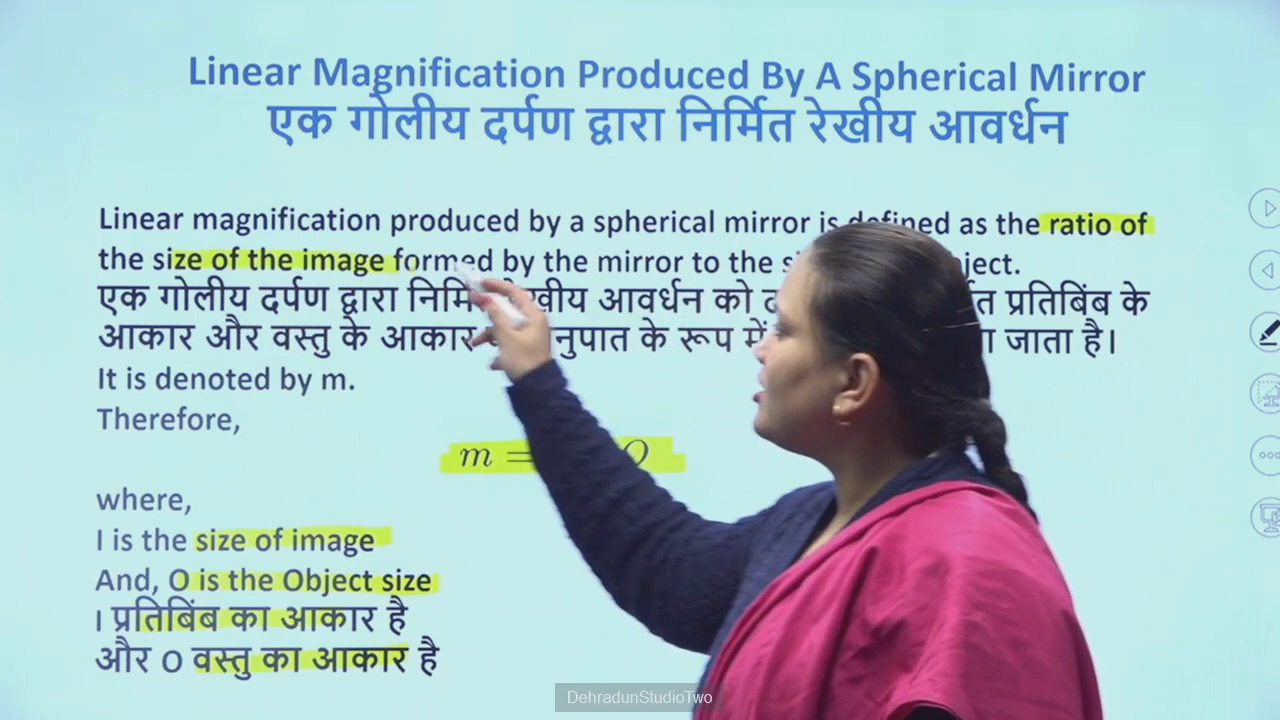 Linear Magnification Produced By A Spherical Mirror
एक गोलीय दर्पण द्वारा निर्मित रेखीय आवर्धन
Linear magnification produced by a spherical mirror is defined as the ratio of
the size of the image formed by the mirror to the
एक गोलीय दर्पण द्वारा रेखीय आवर्धन को प्रतिबिंब के
आकार और वस्तु के आकार के रूप में जाता है।
It is denoted by m.
Therefore,
m = O
where,
I is the size of image
And, O is the Object size
I प्रतिबिंब का आकार है
और O वस्तु का आकार है
DehradunStudioTwo